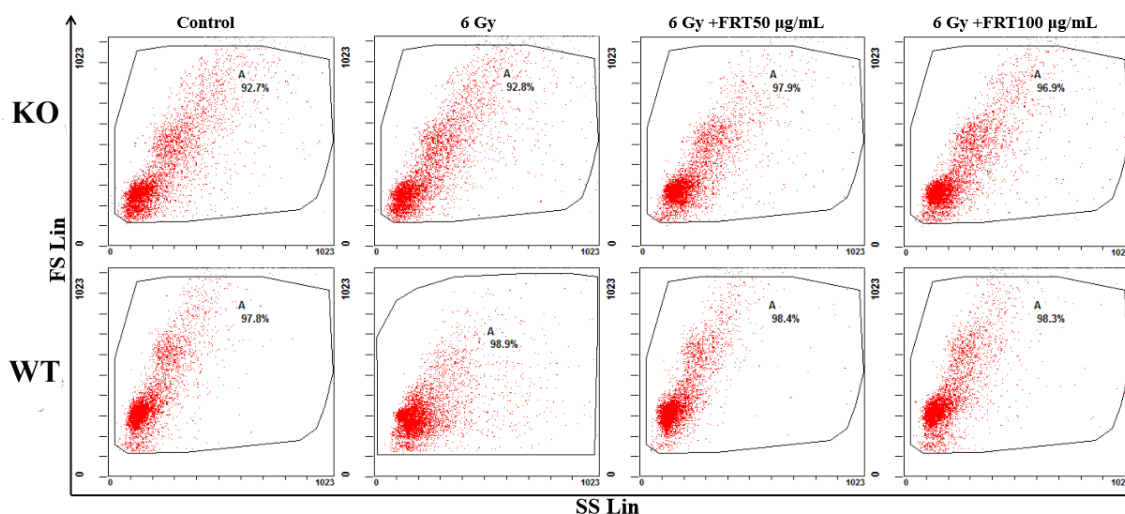 Control 6 Gy 6 Gy +FRT50 μg/mL 6 Gy +FRT100 μg/mL
KO
1023 1023 1023 1023
A A A A
92.7% 92.8% 97.9% 96.9%
0 0 0 0
0 1023 0 1023 0 1023 0 1023
FS Lin
WT
1023 1023 1023 1023
A A A A
97.8% 98.9% 98.4% 98.3%
0 0 0 0
0 1023 0 1023 0 1023 0 1023
SS Lin